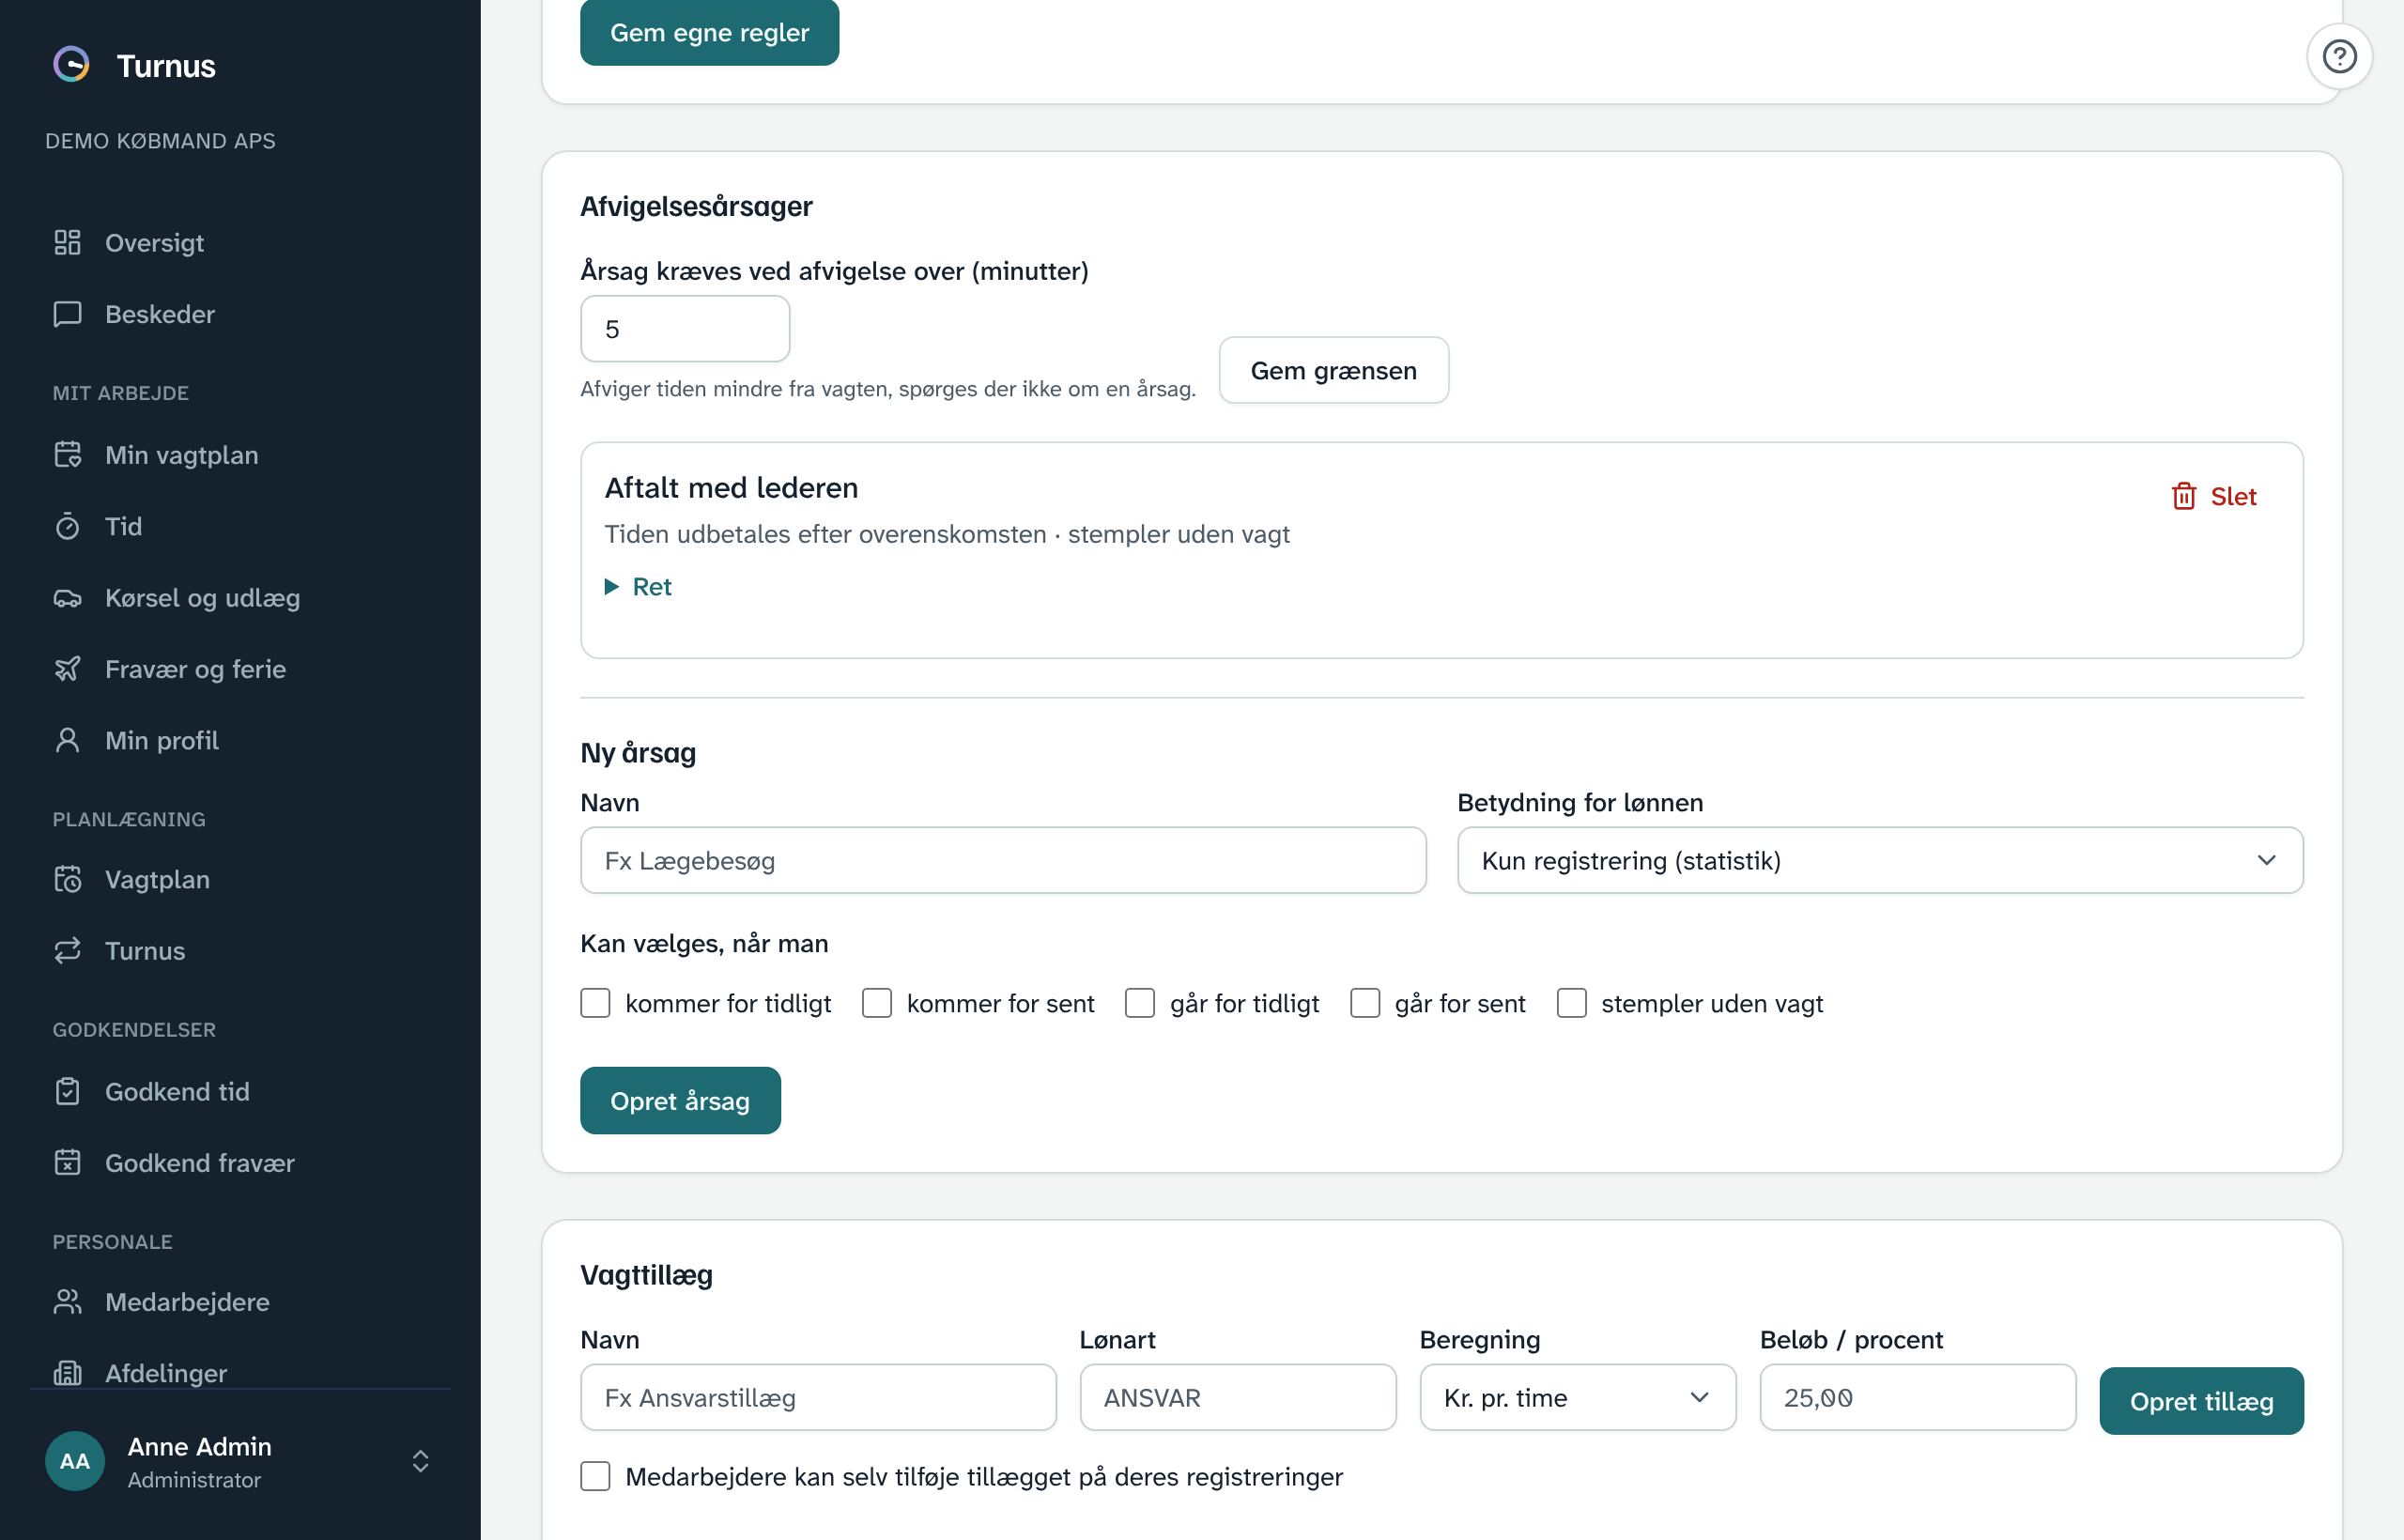 Turnus
DEMO KØBMAND APS
Oversigt
Beskeder
MIT ARBEJDE
Min vagtplan
Tid
Kørsel og udlæg
Fravær og ferie
Min profil
PLANLÆGNING
Vagtplan
Turnus
GODKENDELSER
Godkend tid
Godkend fravær
PERSONALE
Medarbejdere
Afdelinger
AA
Anne Admin
Administrator
Gem egne regler
Afvigelsesårsager
Årsag kræves ved afvigelse over (minutter)
5
Afviger tiden mindre fra vagten, spørges der ikke om en årsag.
Gem grænsen
Aftalt med lederen
Slet
Tiden udbetales efter overenskomsten · stempler uden vagt
Ret
Ny årsag
Navn
Betydning for lønnen
Fx Lægebesøg
Kun registrering (statistik)
Kan vælges, når man
kommer for tidligt
kommer for sent
går for tidligt
går for sent
stempler uden vagt
Opret årsag
Vagttillæg
Navn
Lønart
Beregning
Beløb / procent
Fx Ansvarstillæg
ANSVAR
Kr. pr. time
25,00
Opret tillæg
Medarbejdere kan selv tilføje tillægget på deres registreringer